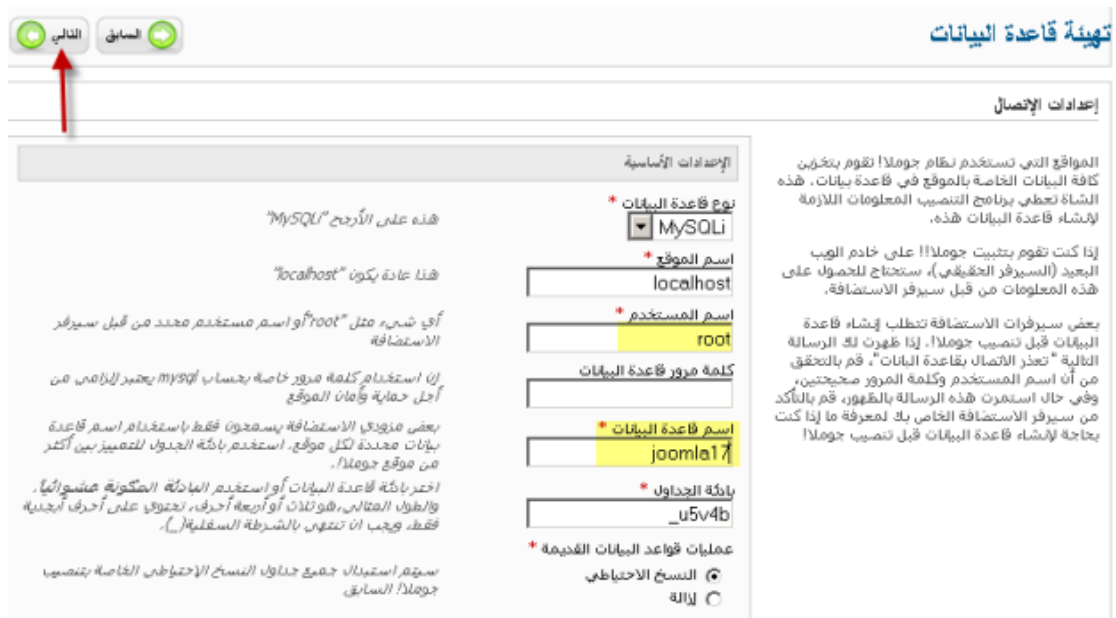 تهيئة قاعدة البيانات
السابق
التالي
إعدادات الإتصال
المواقع التي تستخدم نظام جوملا! تقوم بتخزين
كافة البيانات الخاصة بالموقع في قاعدة بيانات. هذه
الشاة تعطي برنامج التنصيب المعلومات اللازمة
لإنشاء قاعدة البيانات هذه.
إذا كنت تقوم بتثبيت جوملا!! على خادم الويب
البعيد (السيرفر الحقيقي)، ستحتاج للحصول على
هذه المعلومات من قبل سيرفر الاستضافة.
بعض سيرفرات الاستضافة تتطلب إنشاء قاعدة
البيانات قبل تنصيب جوملا!. إذا ظهرت لك الرسالة
التالية "تعذر الاتصال بقاعدة البانات"، قم بالتحقق
من أن اسم المستخدم وكلمة المرور صحيحتين،
وفي حال استمرت هذه الرسالة بالظهور، قم بالتأكد
من سيرفر الاستضافة الخاص بك لمعرفة ما إذا كنت
بحاجة لإنشاء قاعدة البيانات قبل تنصيب جوملا!
الإعدادات الأساسية
نوع قاعدة البيانات *
MySQLi
هذه على الأرجح "MySQLi"
اسم الموقع *
localhost
هذا عادة يكون "localhost"
اسم المستخدم *
root
أي شيء مثل "root"أو اسم مستخدم محدد من قبل سيرفر
الاستضافة
كلمة مرور قاعدة البيانات
إن استخدام كلمة مرور خاصة بحساب mysql يعتبر إلزامي من
أجل حماية وأمان الموقع
اسم قاعدة البيانات *
joomla17
بعض مزودي الاستضافة يسمحون فقط باستخدام اسم قاعدة
بيانات محددة لكل موقع. استخدم بادئة الجدول للتمييز بين أكثر
من موقع جوملا!.
بادئة الجداول *
_u5v4b
اختر بادئة قاعدة البيانات أو استخدم البادئة المكونة عشوائياً.
والطول المثالي،هو ثلاث أو أربعة أحرف، تحتوي على أحرف أبجدية
فقط، ويجب ان تنتهي بالشرطة السفلية(_).
عمليات قواعد البيانات القديمة *
النسخ الاحتياطي
إزالة
سيتم استبدال جميع جداول النسخ الإحتياطي الخاصة بتنصيب
جوملا! السابق